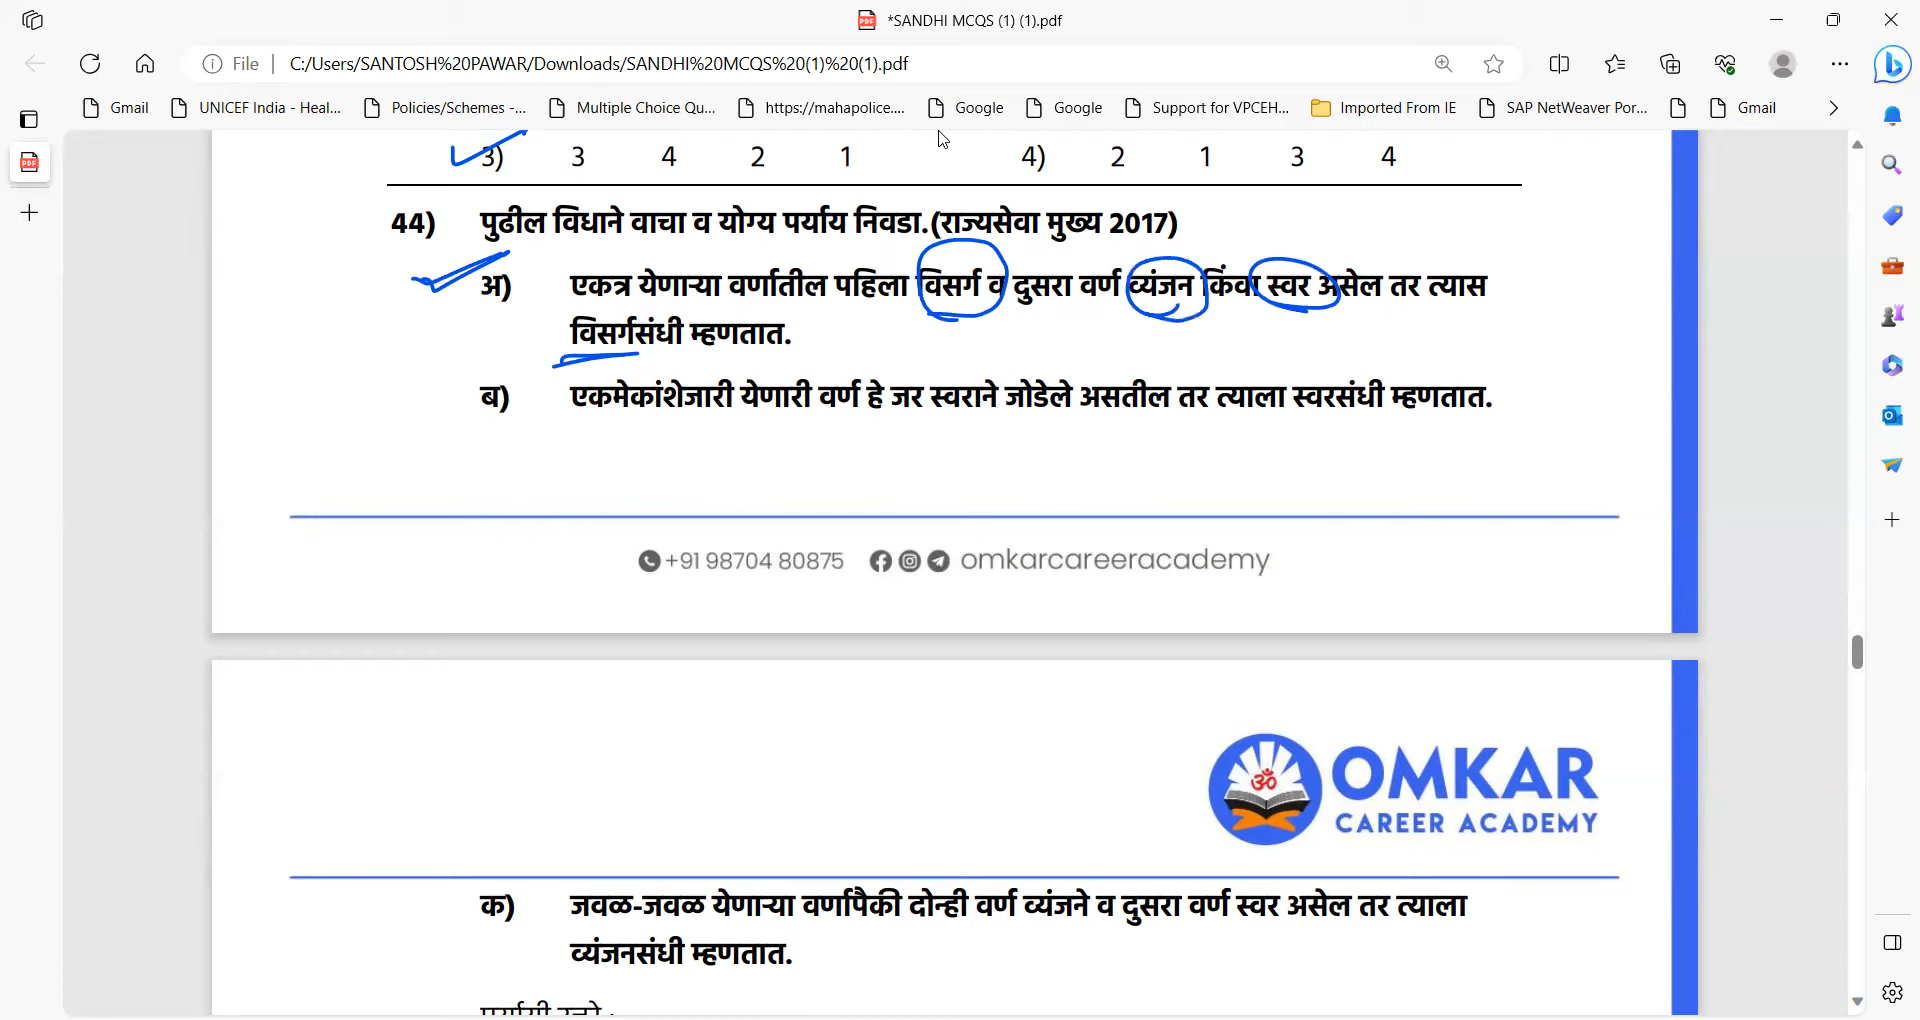 *SANDHI MCQS (1) (1).pdf
File
C:/Users/SANTOSH%20PAWAR/Downloads/SANDHI%20MCQS%20(1)%20(1).pdf
Gmail
UNICEF India - Heal...
Policies/Schemes -...
Multiple Choice Qu...
https://mahapolice....
Google
Google
Support for VPCEH...
Imported From IE
SAP NetWeaver Por...
Gmail
3) 3 4 2 1 4) 2 1 3 4
44) पुढील विधाने वाचा व योग्य पर्याय निवडा.(राज्यसेवा मुख्य 2017)
अ) एकत्र येणाऱ्या वर्णातील पहिला विसर्ग व दुसरा वर्ण व्यंजन किंवा स्वर असेल तर त्यास
विसर्गसंधी म्हणतात.
ब) एकमेकांशेजारी येणारी वर्ण हे जर स्वराने जोडेले असतील तर त्याला स्वरसंधी म्हणतात.
+91 98704 80875 omkarcareeracademy
ॐ
OMKAR
CAREER ACADEMY
क) जवळ-जवळ येणाऱ्या वर्णापैकी दोन्ही वर्ण व्यंजने व दुसरा वर्ण स्वर असेल तर त्याला
व्यंजनसंधी म्हणतात.